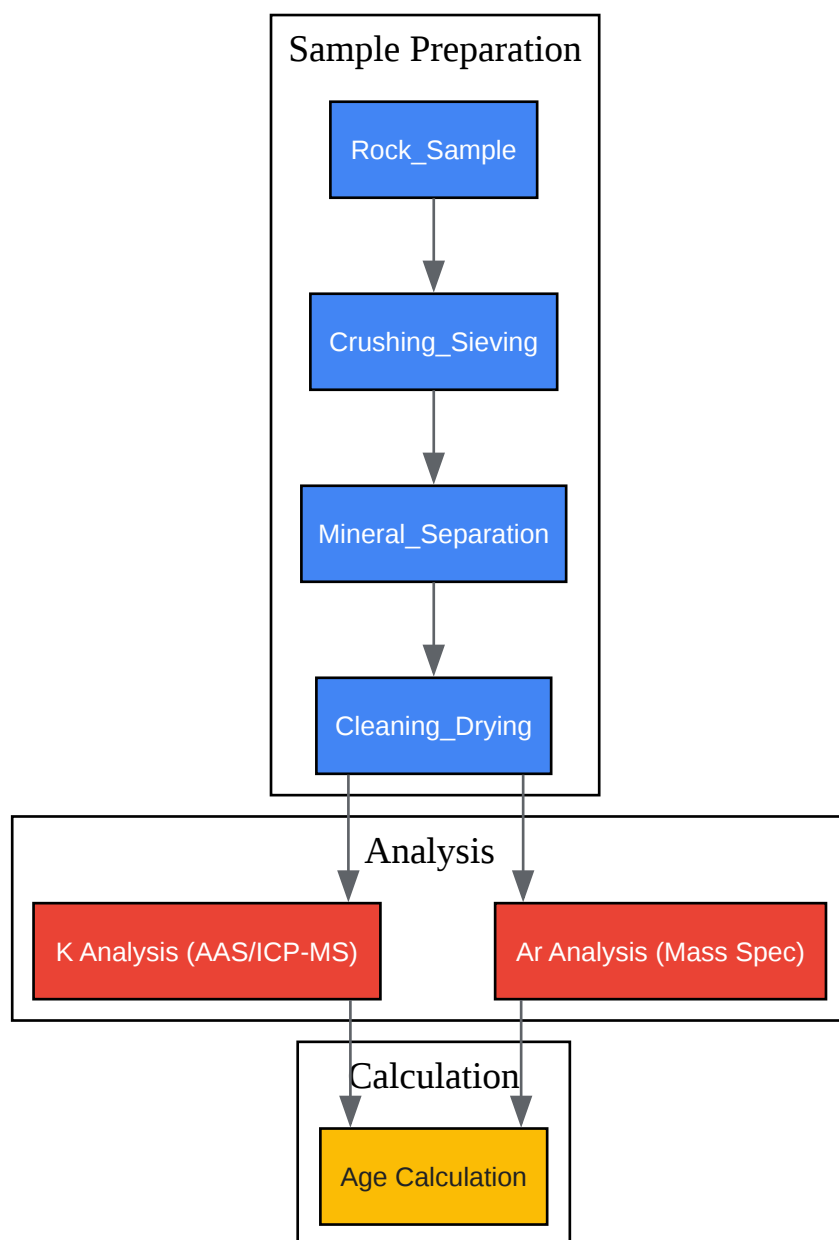 Sample Preparation
Rock_Sample
Crushing_Sieving
Mineral_Separation
Cleaning_Drying
Analysis
K Analysis (AAS/ICP-MS)
Ar Analysis (Mass Spec)
Calculation
Age Calculation